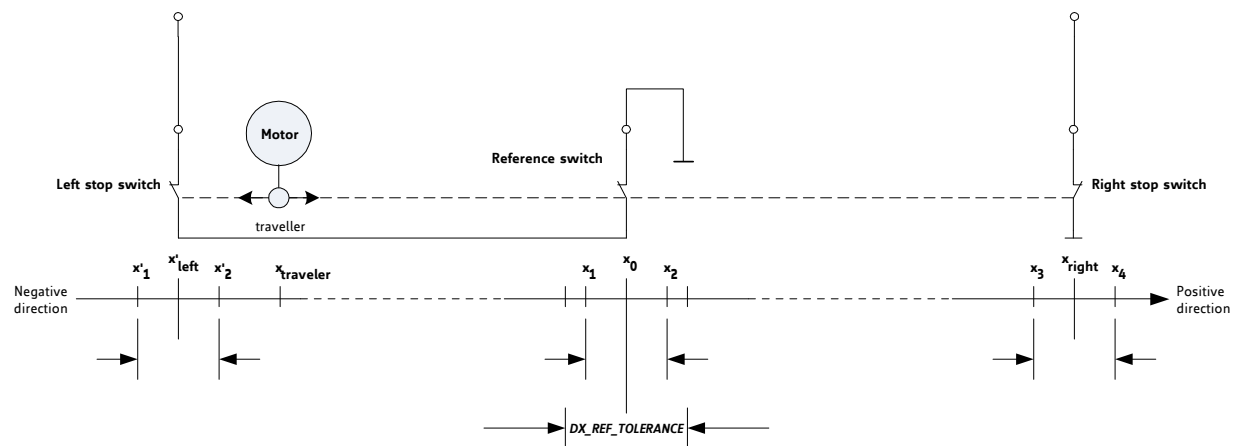 Motor
Reference switch
Left stop switch
Right stop switch
traveller
x'1
x'left
x'2
xtraveler
x1
x0
x2
x3
xright
x4
Negative
direction
Positive
direction
DX_REF_TOLERANCE